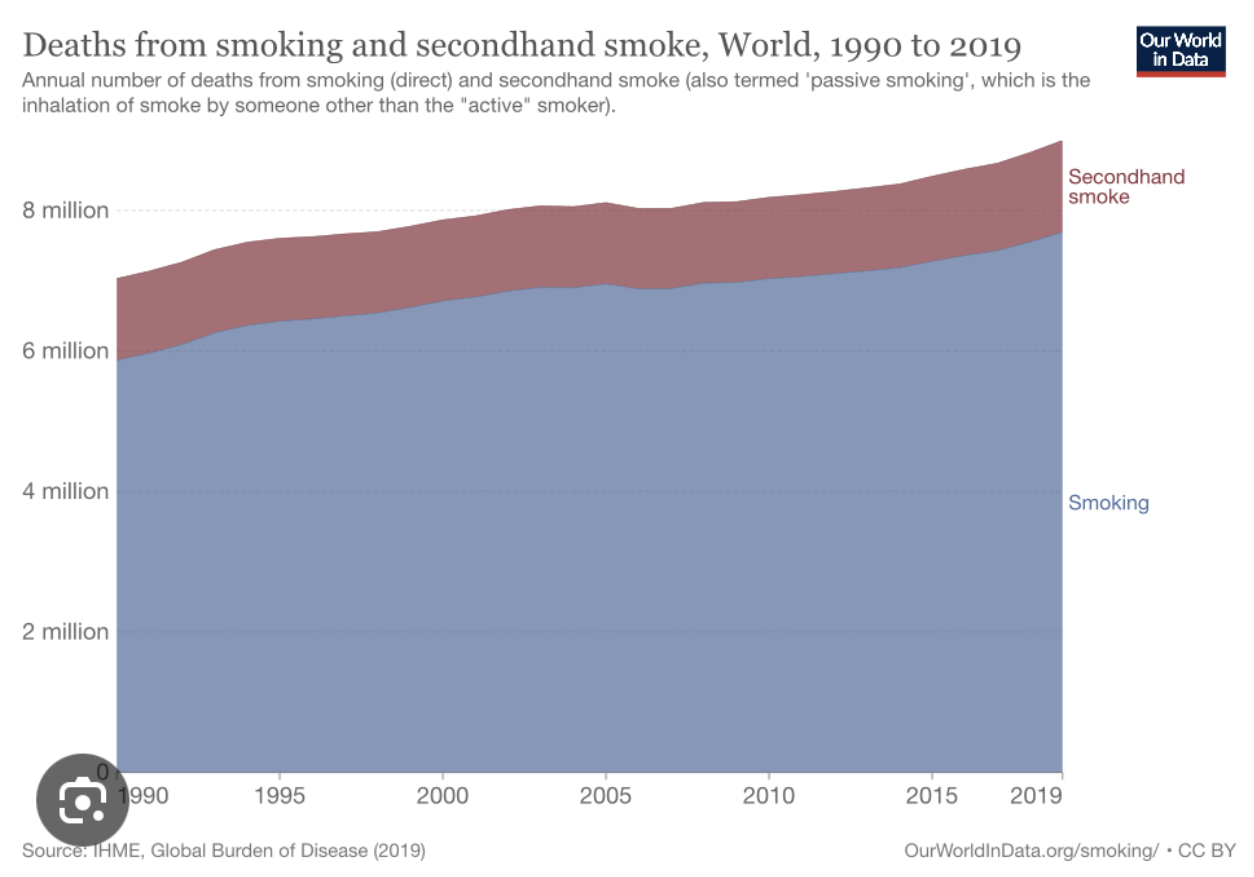 Deaths from smoking and secondhand smoke, World, 1990 to 2019
Our World
in Data
Annual number of deaths from smoking (direct) and secondhand smoke (also termed 'passive smoking', which is the
inhalation of smoke by someone other than the "active" smoker).
Secondhand
smoke
8 million
6 million
4 million
Smoking
2 million
0
1990 1995 2000 2005 2010 2015 2019
Source: IHME, Global Burden of Disease (2019)
OurWorldInData.org/smoking/ • CC BY